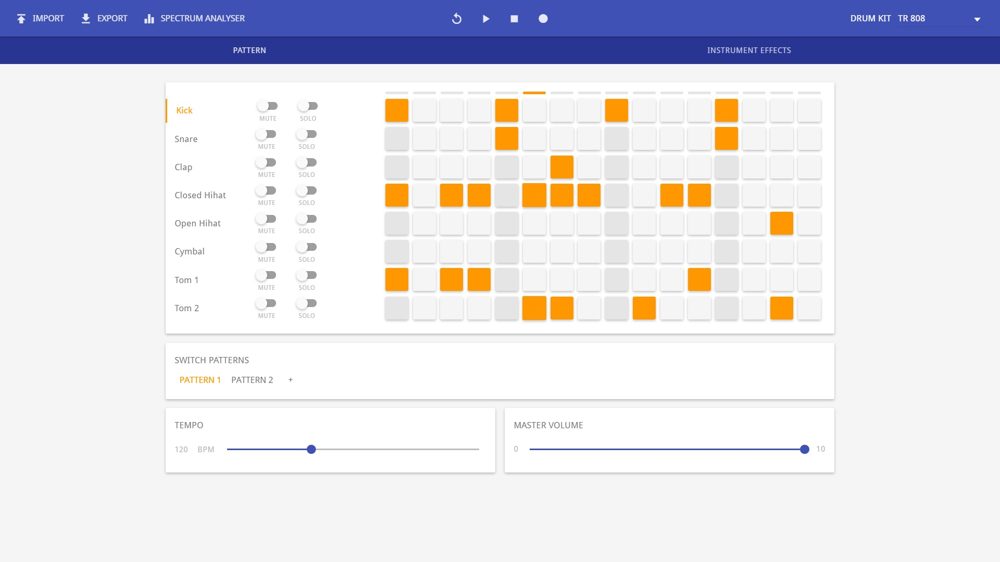 IMPORT EXPORT SPECTRUM ANALYSER DRUM KIT TR 808
PATTERN INSTRUMENT EFFECTS
Kick MUTE SOLO
Snare MUTE SOLO
Clap MUTE SOLO
Closed Hihat MUTE SOLO
Open Hihat MUTE SOLO
Cymbal MUTE SOLO
Tom 1 MUTE SOLO
Tom 2 MUTE SOLO
SWITCH PATTERNS
PATTERN 1 PATTERN 2 +
TEMPO
120 BPM
MASTER VOLUME
0 10